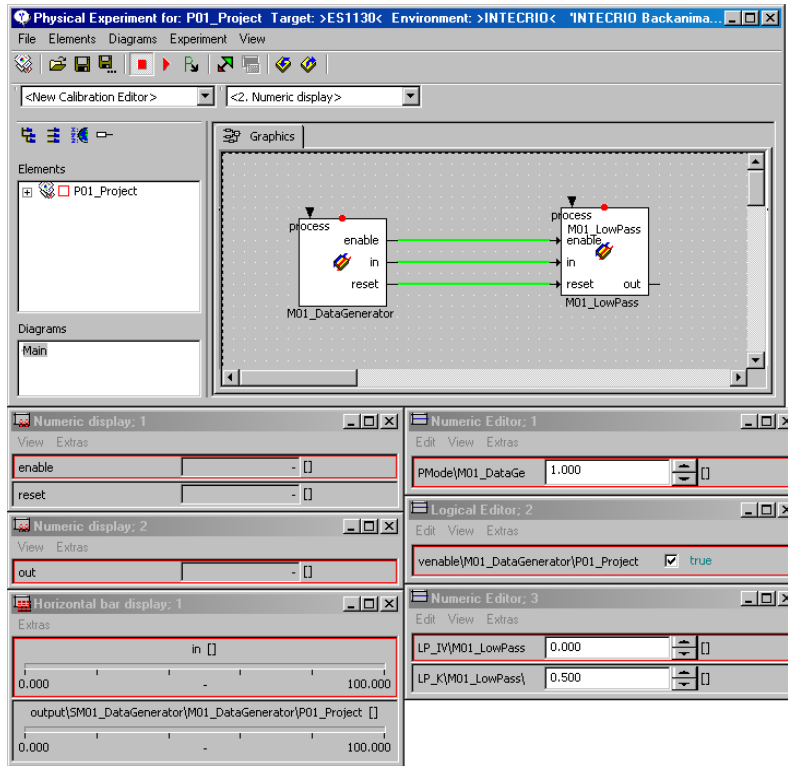 Physical Experiment for: P01_Project Target: >ES1130< Environment: >INTECRIO< 'INTECRIO Backanima...
File Elements Diagrams Experiment View
<New Calibration Editor> <2. Numeric display>
Graphics
Elements
P01_Project
process
enable
in
reset
M01_DataGenerator
process
M01_LowPass
enable
in
reset out
M01_LowPass
Diagrams
Main
Numeric display; 1
View Extras
enable - []
reset - []
Numeric display; 2
View Extras
out - []
Horizontal bar display; 1
Extras
in []
0.000 - 100.000
output\SM01_DataGenerator\M01_DataGenerator\P01_Project []
0.000 - 100.000
Numeric Editor; 1
Edit View Extras
PMode\M01_DataGe 1.000 []
Logical Editor; 2
Edit View Extras
venable\M01_DataGenerator\P01_Project true
Numeric Editor; 3
Edit View Extras
LP_IV\M01_LowPass 0.000 []
LP_K\M01_LowPass\ 0.500 []